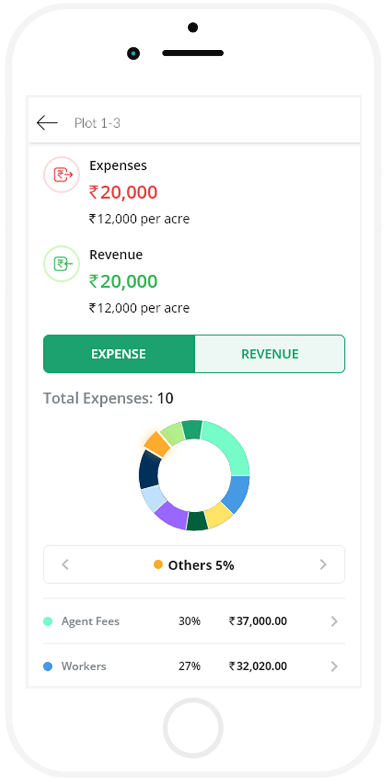 Plot 1-3
Expenses
₹20,000
₹12,000 per acre
Revenue
₹20,000
₹12,000 per acre
EXPENSE REVENUE
Total Expenses: 10
Others 5%
Agent Fees 30% ₹37,000.00
Workers 27% ₹32,020.00